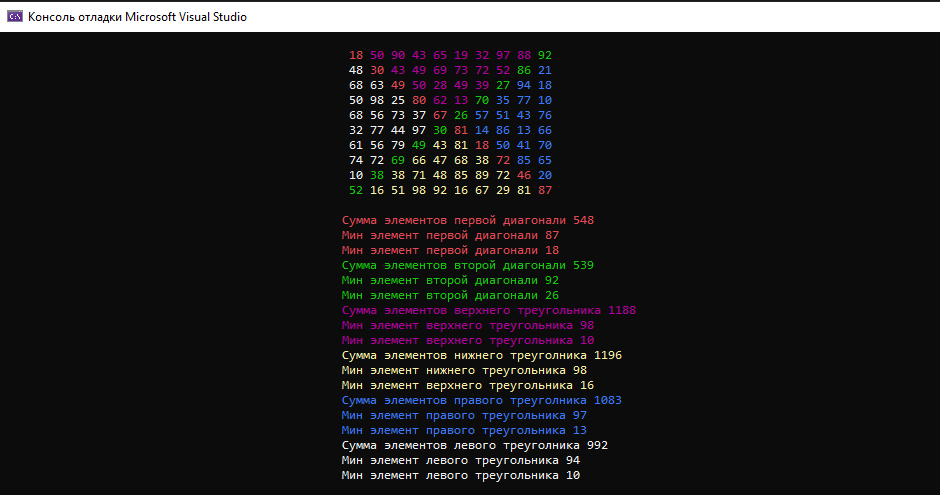 Консоль отладки Microsoft Visual Studio
18 50 90 43 65 19 32 97 88 92
48 30 43 49 69 73 72 52 86 21
68 63 49 50 28 49 39 27 94 18
50 98 25 80 62 13 70 35 77 10
68 56 73 37 67 26 57 51 43 76
32 77 44 97 30 81 14 86 13 66
61 56 79 49 43 81 18 50 41 70
74 72 69 66 47 68 38 72 85 65
10 38 38 71 48 85 89 72 46 20
52 16 51 98 92 16 67 29 81 87
Сумма элементов первой диагонали 548
Мин элемент первой диагонали 87
Мин элемент первой диагонали 18
Сумма элементов второй диагонали 539
Мин элемент второй диагонали 92
Мин элемент второй диагонали 26
Сумма элементов верхнего треугольника 1188
Мин элемент верхнего треугольника 98
Мин элемент верхнего треугольника 10
Сумма элементов нижнего треуголника 1196
Мин элемент нижнего треугольника 98
Мин элемент верхнего треугольника 16
Сумма элементов правого треуголника 1083
Мин элемент правого треугольника 97
Мин элемент правого треугольника 13
Сумма элементов левого треуголника 992
Мин элемент левого треугольника 94
Мин элемент левого треугольника 10